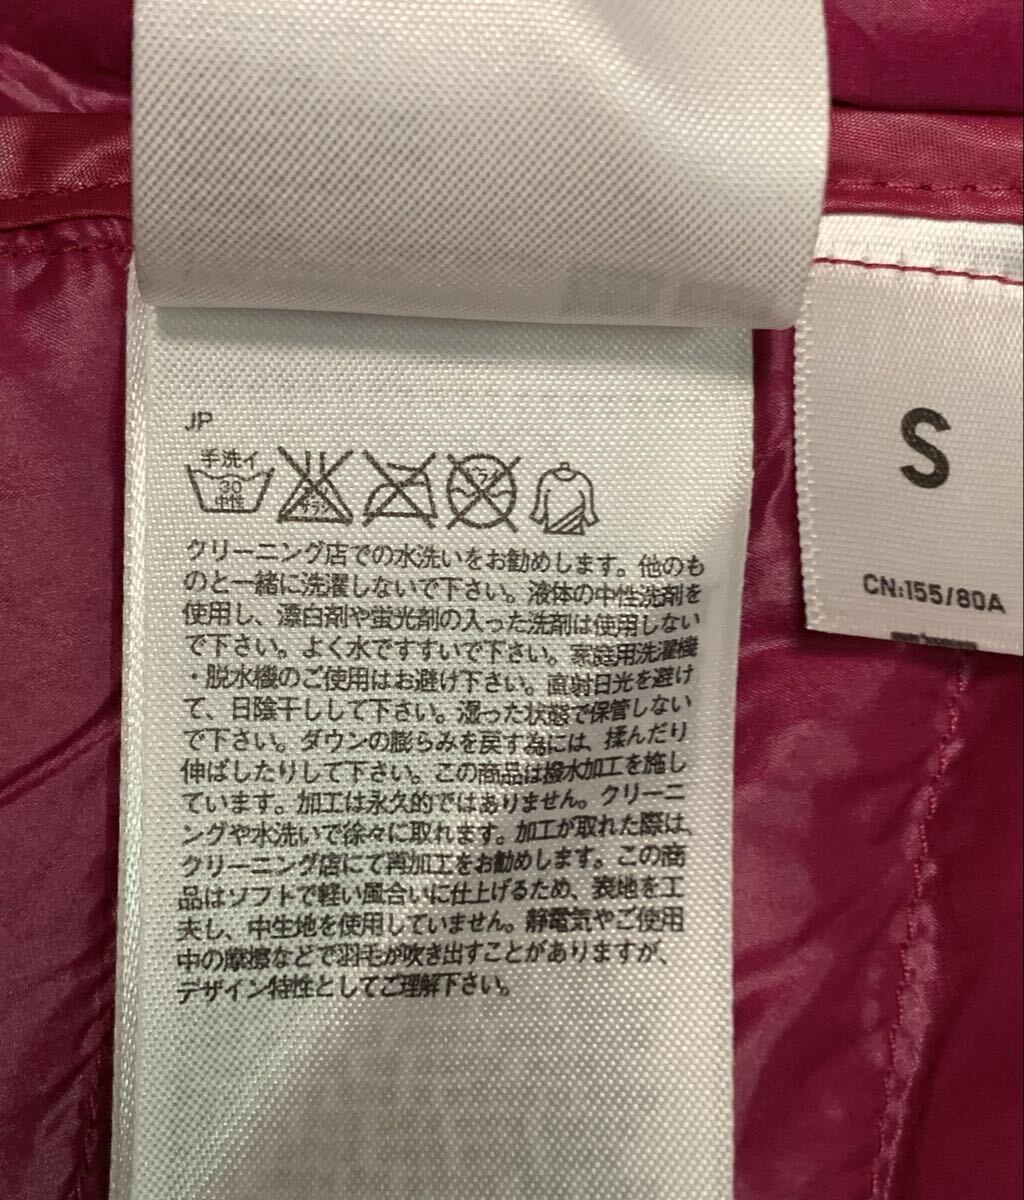 JP
手洗イ
30
中性
クリーニング店での水洗いをお勧めします。他のも
のと一緒に洗濯しないで下さい。液体の中性洗剤を
使用し、漂白剤や蛍光剤の入った洗剤は使用しない
で下さい。よく水ですすいで下さい。家庭用洗濯機
・脱水機のご使用はお避け下さい。直射日光を避け
て、日陰干しして下さい。湿った状態で保管しない
で下さい。ダウンの膨らみを戻す為には、揉んだり
伸ばしたりして下さい。この商品は撥水加工を施し
ています。加工は永久的ではありません。クリーニ
ングや水洗いで徐々に取れます。加工が取れた際は、
クリーニング店にて再加工をお勧めします。この商
品はソフトで軽い風合いに仕上げるため、表地を工
夫し、中生地を使用していません。静電気やご使用
中の摩擦などで羽毛が吹き出すことがありますが、
デザイン特性としてご理解下さい。
S
CN:155/80A